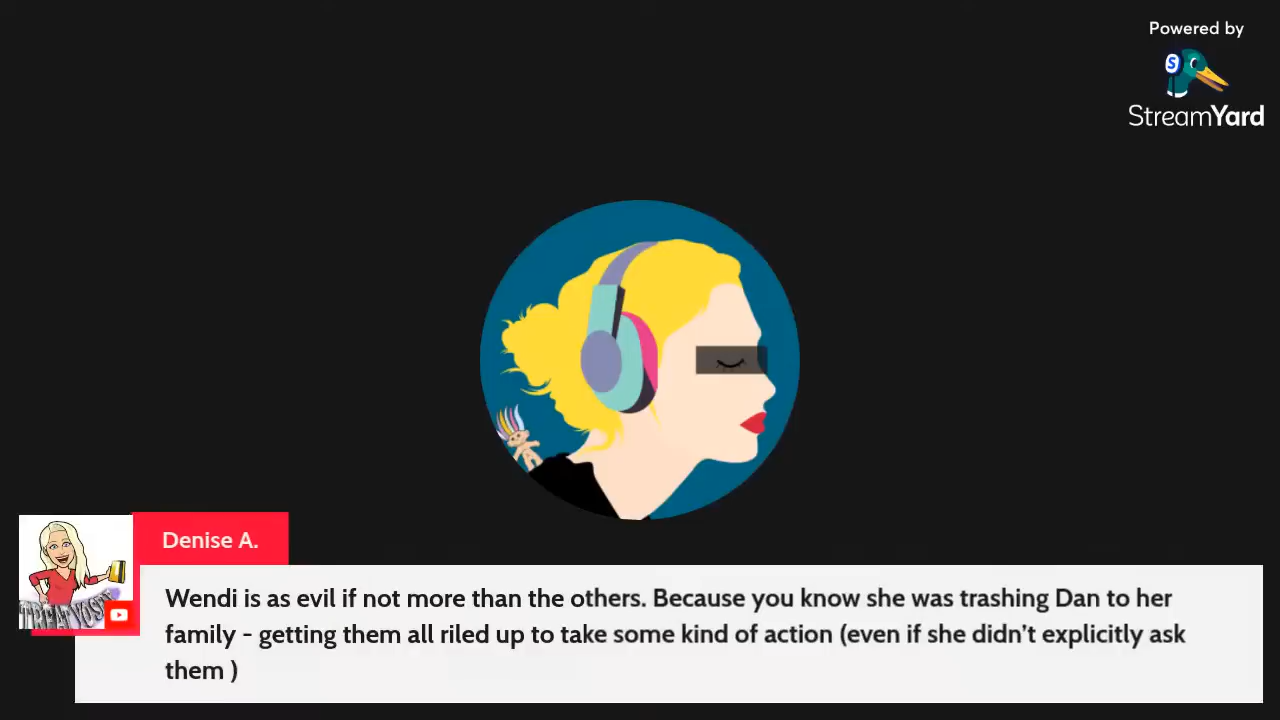 Powered by
S
StreamYard
Denise A.
Wendi is as evil if not more than the others. Because you know she was trashing Dan to her
family - getting them all riled up to take some kind of action (even if she didn't explicitly ask
them )